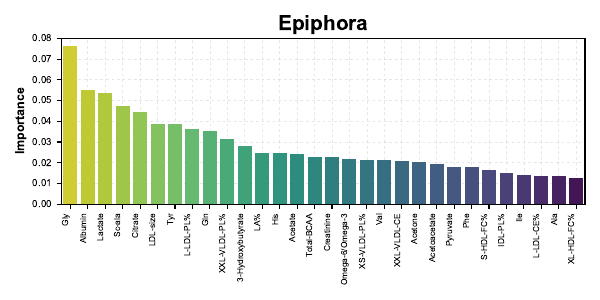 Epiphora
Importance
0.08
0.07
0.06
0.05
0.04
0.03
0.02
0.01
0.00
Gly
Albumin
Lactate
S-ala
Citrate
LDL-size
Tyr
L-LDL-PL%
Gln
XXL-VLDL-PL%
3-Hydroxybutyrate
LA%
His
Acetate
Total-BCAA
Creatinine
Omega-6/Omega-3
XS-VLDL-PL%
Val
XXL-VLDL-CE
Acetone
Acetoacetate
Pyruvate
Phe
S-HDL-FC%
IDL-PL%
Ile
L-LDL-CE%
Ala
XL-HDL-FC%